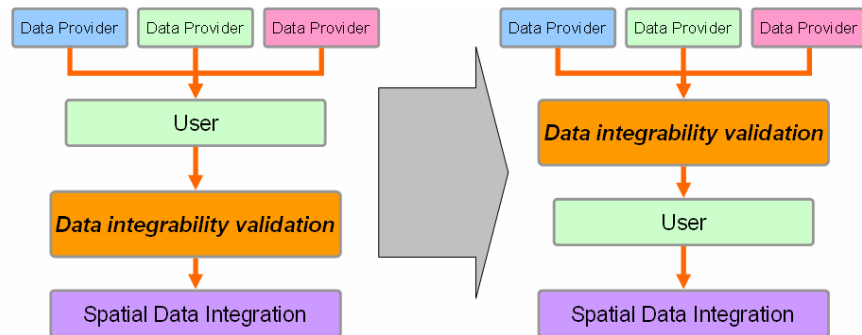 Data Provider
Data Provider
Data Provider
User
Data integrability validation
Spatial Data Integration
Data Provider
Data Provider
Data Provider
Data integrability validation
User
Spatial Data Integration